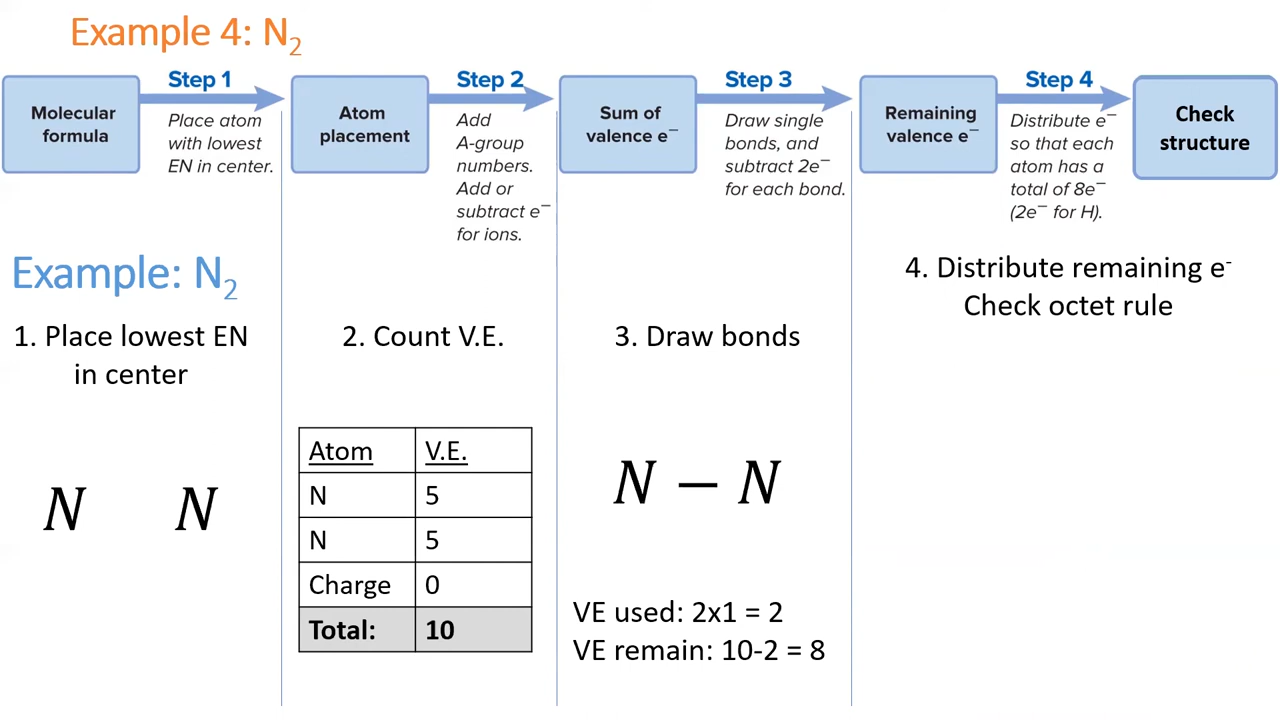 Example 4: N₂
Step 1
Step 2
Step 3
Step 4
Molecular
formula
Place atom
with lowest
EN in center.
Atom
placement
Add
A-group
numbers.
Add or
subtract e⁻
for ions.
Sum of
valence e⁻
Draw single
bonds, and
subtract 2e⁻
for each bond.
Remaining
valence e⁻
Distribute e⁻
so that each
atom has a
total of 8e⁻
(2e⁻ for H).
Check
structure
Example: N₂
1. Place lowest EN
in center
N N
2. Count V.E.
Atom V.E.
N 5
N 5
Charge 0
Total: 10
3. Draw bonds
N – N
VE used: 2x1 = 2
VE remain: 10-2 = 8
4. Distribute remaining e⁻
Check octet rule